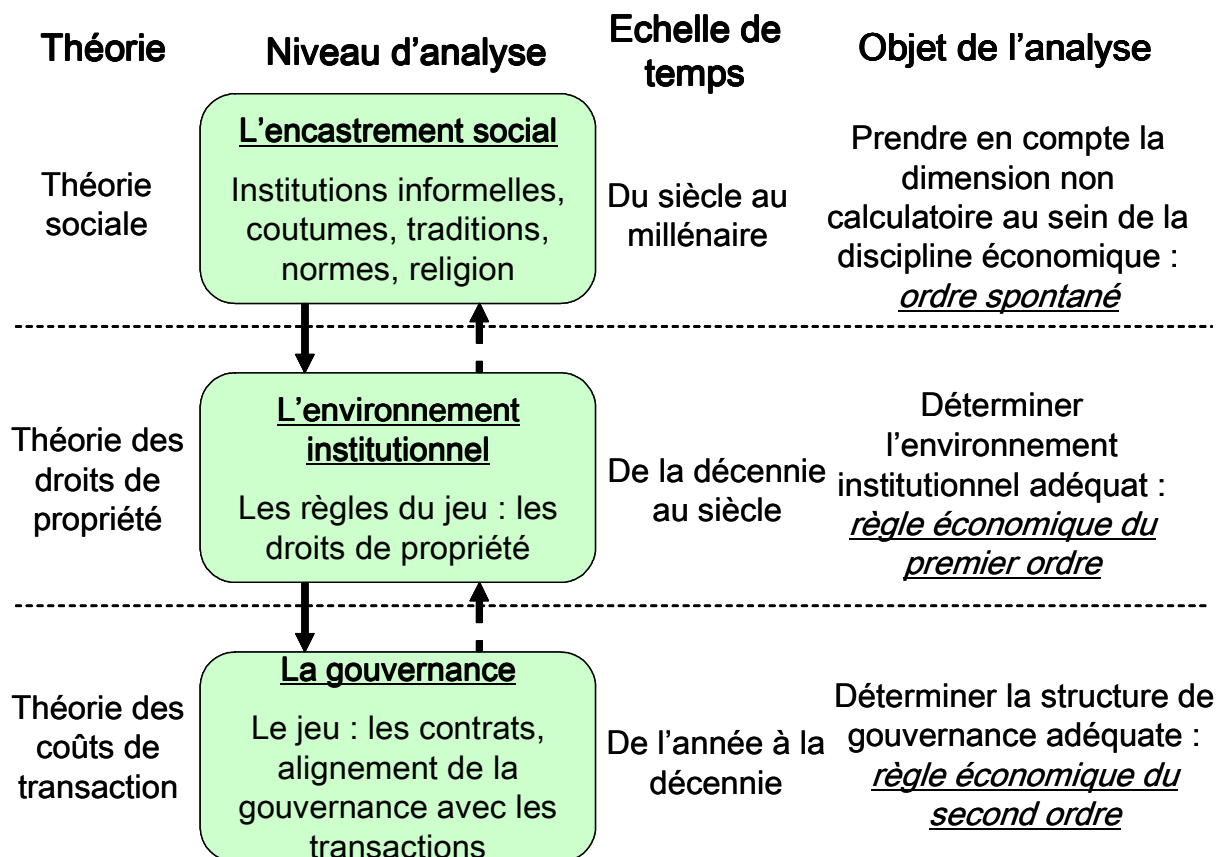 Théorie
Niveau d'analyse
Echelle de
temps
Objet de l'analyse
Théorie
sociale
L'encastrement social
Institutions informelles,
coutumes, traditions,
normes, religion
Du siècle au
millénaire
Prendre en compte la
dimension non
calculatoire au sein de la
discipline économique :
ordre spontané
Théorie des
droits de
propriété
L'environnement
institutionnel
Les règles du jeu : les
droits de propriété
De la décennie
au siècle
Déterminer
l'environnement
institutionnel adéquat :
règle économique du
premier ordre
Théorie des
coûts de
transaction
La gouvernance
Le jeu : les contrats,
alignement de la
gouvernance avec les
transactions
De l'année à la
décennie
Déterminer la structure de
gouvernance adéquate :
règle économique du
second ordre